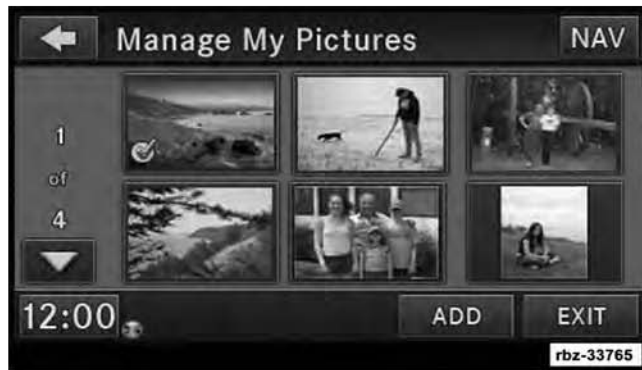 Manage My Pictures
NAV
1
of
4
12:00
ADD
EXIT
rbz-33765